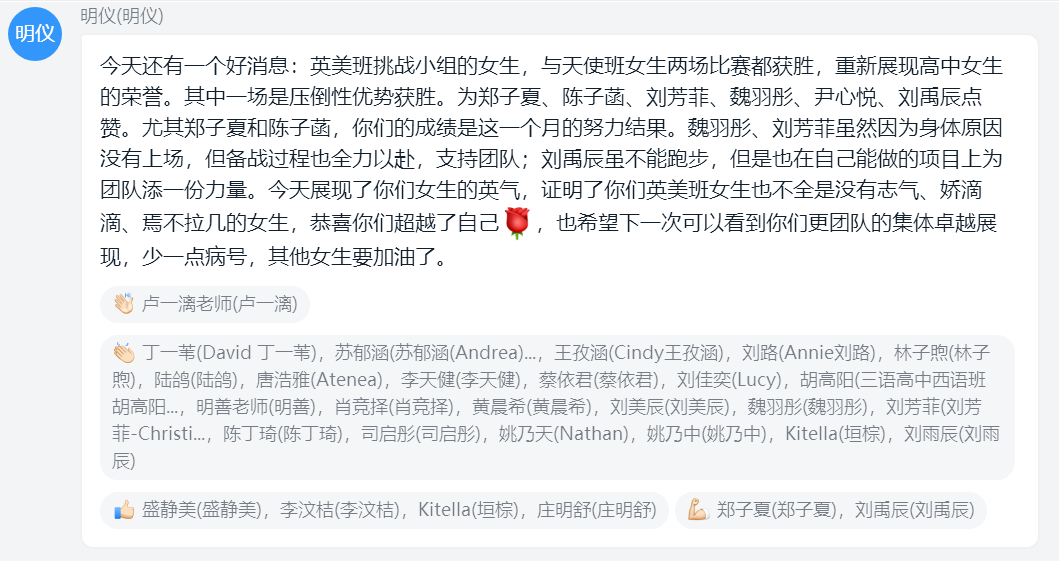 明仪
明仪(明仪)
今天还有一个好消息：英美班挑战小组的女生，与天使班女生两场比赛都获胜，重新展现高中女生
的荣誉。其中一场是压倒性优势获胜。为郑子夏、陈子菡、刘芳菲、魏羽彤、尹心悦、刘禹辰点
赞。尤其郑子夏和陈子菡，你们的成绩是这一个月的努力结果。魏羽彤、刘芳菲虽然因为身体原因
没有上场，但备战过程也全力以赴，支持团队；刘禹辰虽不能跑步，但是也在自己能做的项目上为
团队添一份力量。今天展现了你们女生的英气，证明了你们英美班女生也不全是没有志气、娇滴
滴、焉不拉几的女生，恭喜你们超越了自己🌹，也希望下一次可以看到你们更团队的集体卓越展
现，少一点病号，其他女生要加油了。
👋 卢一漓老师(卢一漓)
👏 丁一苇(David 丁一苇)，苏郁涵(苏郁涵(Andrea)...，王孜涵(Cindy王孜涵)，刘路(Annie刘路)，林子煦(林子
煦)，陆鸽(陆鸽)，唐浩雅(Atenea)，李天健(李天健)，蔡依君(蔡依君)，刘佳奕(Lucy)，胡高阳(三语高中西语班
胡高阳...，明善老师(明善)，肖竞择(肖竞择)，黄晨希(黄晨希)，刘美辰(刘美辰)，魏羽彤(魏羽彤)，刘芳菲(刘芳
菲-Christi...，陈丁琦(陈丁琦)，司启彤(司启彤)，姚乃天(Nathan)，姚乃中(姚乃中)，Kitella(垣棕)，刘雨辰(刘雨
辰)
👍 盛静美(盛静美)，李汶桔(李汶桔)，Kitella(垣棕)，庄明舒(庄明舒)
💪 郑子夏(郑子夏)，刘禹辰(刘禹辰)